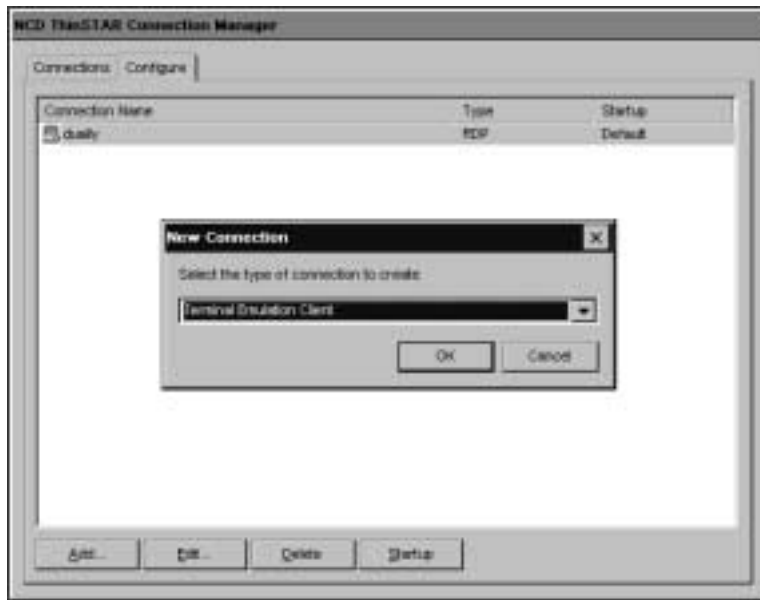 NCD ThinSTAR Connection Manager
Connections Configure
Connection Name Type Startup
dually RDP Default
New Connection
Select the type of connection to create
Terminal Emulation Client
OK Cancel
Add... Edit... Delete Startup